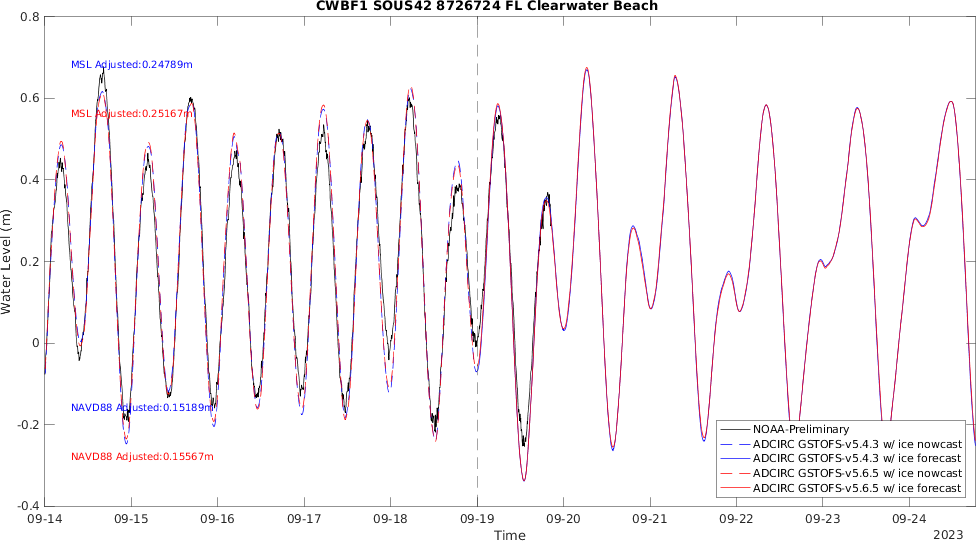 CWBF1 SOUS42 8726724 FL Clearwater Beach
0.8
0.6
0.4
0.2
0
-0.2
-0.4
Water Level (m)
MSL Adjusted:0.24789m
MSL Adjusted:0.25167m
NAVD88 Adjusted:0.15189m
NAVD88 Adjusted:0.15567m
NOAA-Preliminary
ADCIRC GSTOFS-v5.4.3 w/ ice nowcast
ADCIRC GSTOFS-v5.4.3 w/ ice forecast
ADCIRC GSTOFS-v5.6.5 w/ ice nowcast
ADCIRC GSTOFS-v5.6.5 w/ ice forecast
09-14 09-15 09-16 09-17 09-18 09-19 09-20 09-21 09-22 09-23 09-24
Time
2023